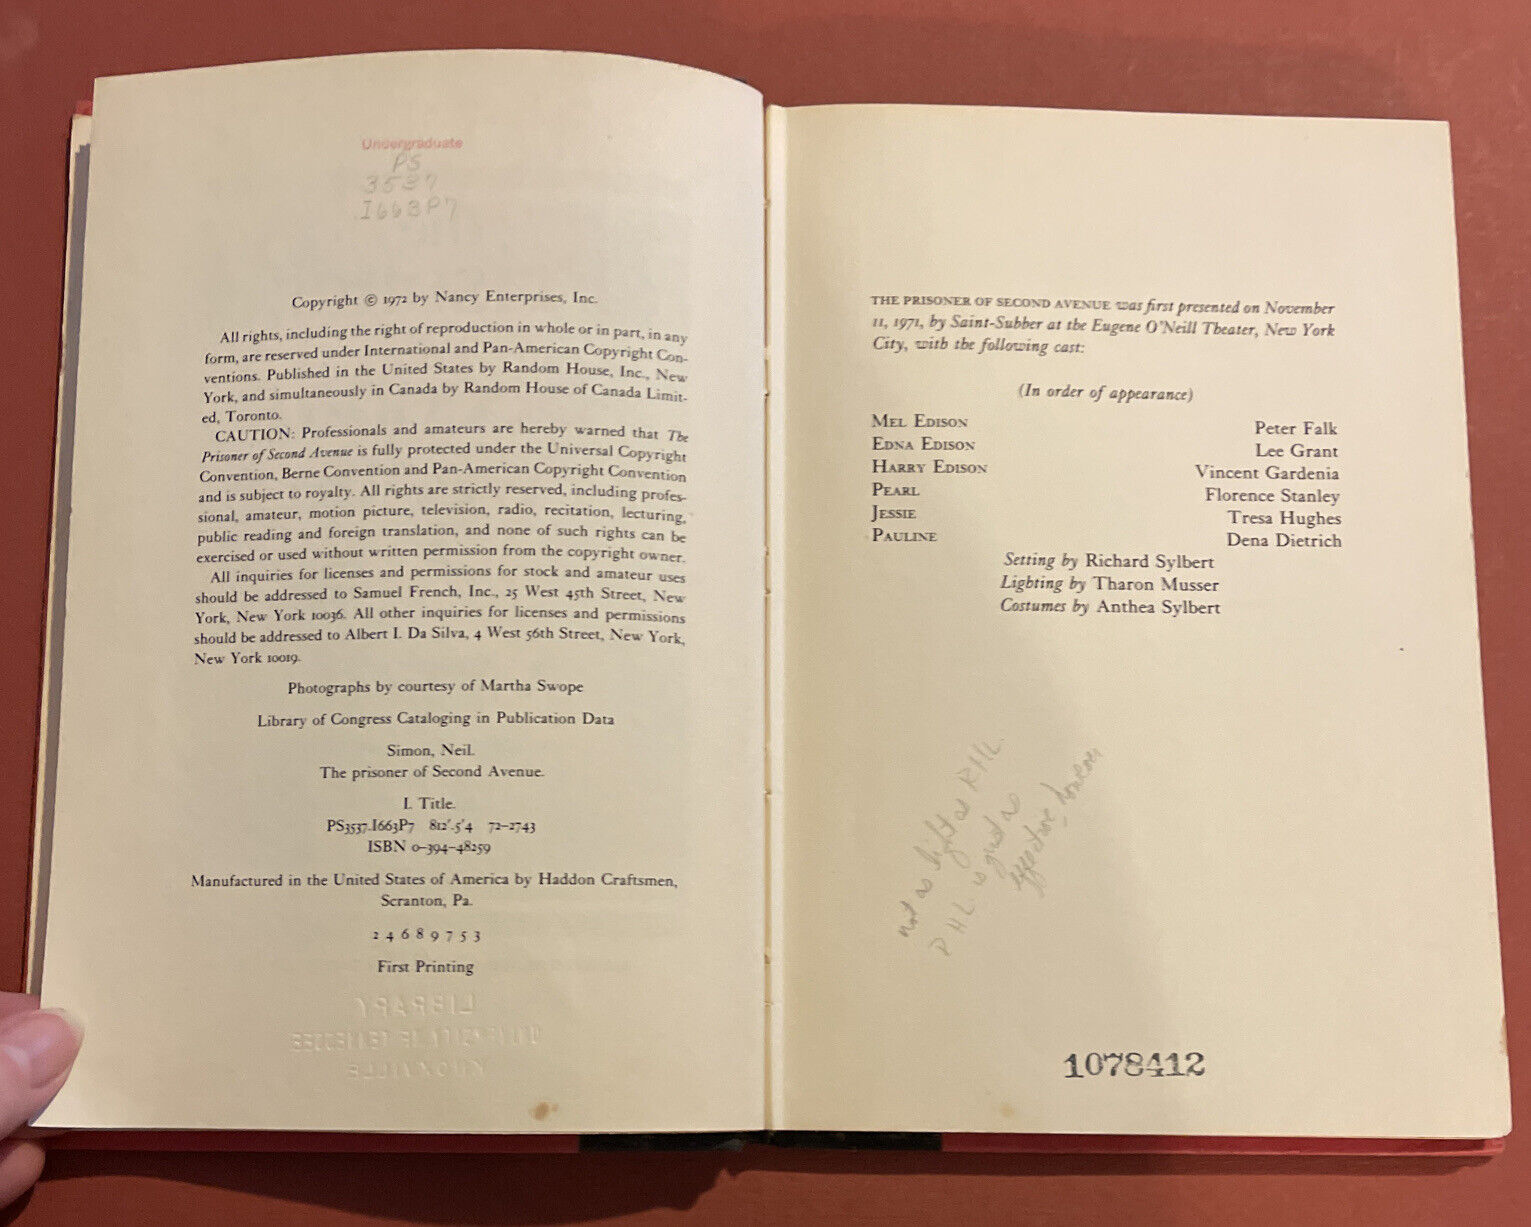 Undergraduate
PS
3537
I663P7
Copyright © 1972 by Nancy Enterprises, Inc.
All rights, including the right of reproduction in whole or in part, in any
form, are reserved under International and Pan-American Copyright Con-
ventions. Published in the United States by Random House, Inc., New
York, and simultaneously in Canada by Random House of Canada Limit-
ed, Toronto.
CAUTION: Professionals and amateurs are hereby warned that The
Prisoner of Second Avenue is fully protected under the Universal Copyright
Convention, Berne Convention and Pan-American Copyright Convention
and is subject to royalty. All rights are strictly reserved, including profes-
sional, amateur, motion picture, television, radio, recitation, lecturing,
public reading and foreign translation, and none of such rights can be
exercised or used without written permission from the copyright owner.
All inquiries for licenses and permissions for stock and amateur uses
should be addressed to Samuel French, Inc., 25 West 45th Street, New
York, New York 10036. All other inquiries for licenses and permissions
should be addressed to Albert I. Da Silva, 4 West 56th Street, New York,
New York 10019.
Photographs by courtesy of Martha Swope
Library of Congress Cataloging in Publication Data
Simon, Neil.
The prisoner of Second Avenue.
I. Title.
PS3537.I663P7 812'.5'4 72-2743
ISBN 0-394-48259
Manufactured in the United States of America by Haddon Craftsmen,
Scranton, Pa.
2 4 6 8 9 7 5 3
First Printing
LIBRARY
TENNESSEE
KNOXVILLE
THE PRISONER OF SECOND AVENUE was first presented on November
11, 1971, by Saint-Subber at the Eugene O'Neill Theater, New York
City, with the following cast:
(In order of appearance)
MEL EDISON Peter Falk
EDNA EDISON Lee Grant
HARRY EDISON Vincent Gardenia
PEARL Florence Stanley
JESSIE Tresa Hughes
PAULINE Dena Dietrich
Setting by Richard Sylbert
Lighting by Tharon Musser
Costumes by Anthea Sylbert
not as light as
is just as
effective
1078412